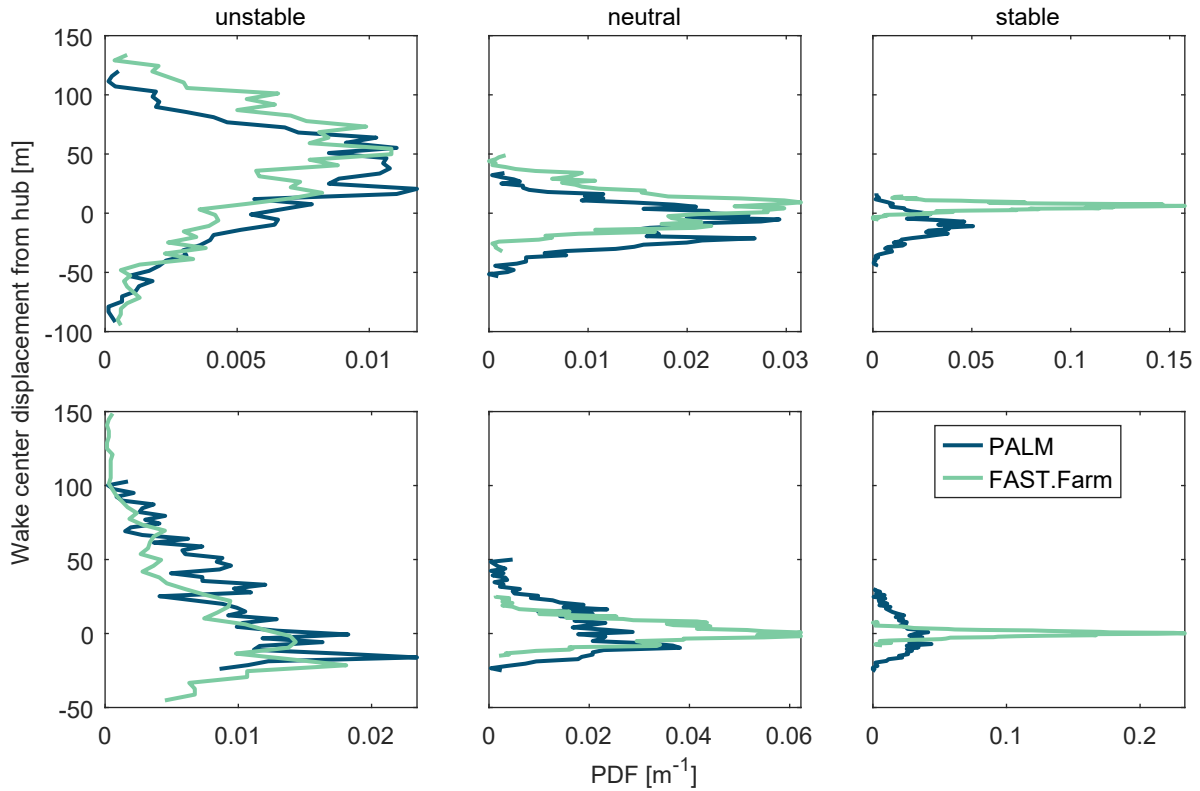 unstable neutral stable
150
100
50
0
-50
-100
0 0.005 0.01
0 0.01 0.02 0.03
0 0.05 0.1 0.15
Wake center displacement from hub [m]
150
100
50
0
-50
0 0.01 0.02
0 0.02 0.04 0.06
0 0.1 0.2
PALM
FAST.Farm
PDF [m⁻¹]